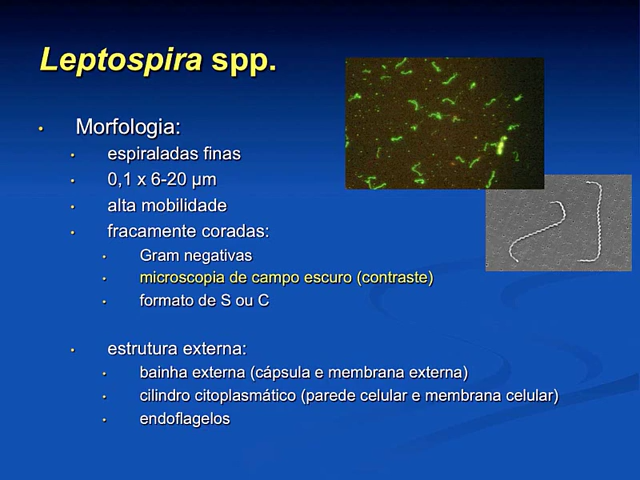 Leptospira spp.
• Morfologia:
• espiraladas finas
• 0,1 x 6-20 µm
• alta mobilidade
• fracamente coradas:
• Gram negativas
• microscopia de campo escuro (contraste)
• formato de S ou C
• estrutura externa:
• bainha externa (cápsula e membrana externa)
• cilindro citoplasmático (parede celular e membrana celular)
• endoflagelos